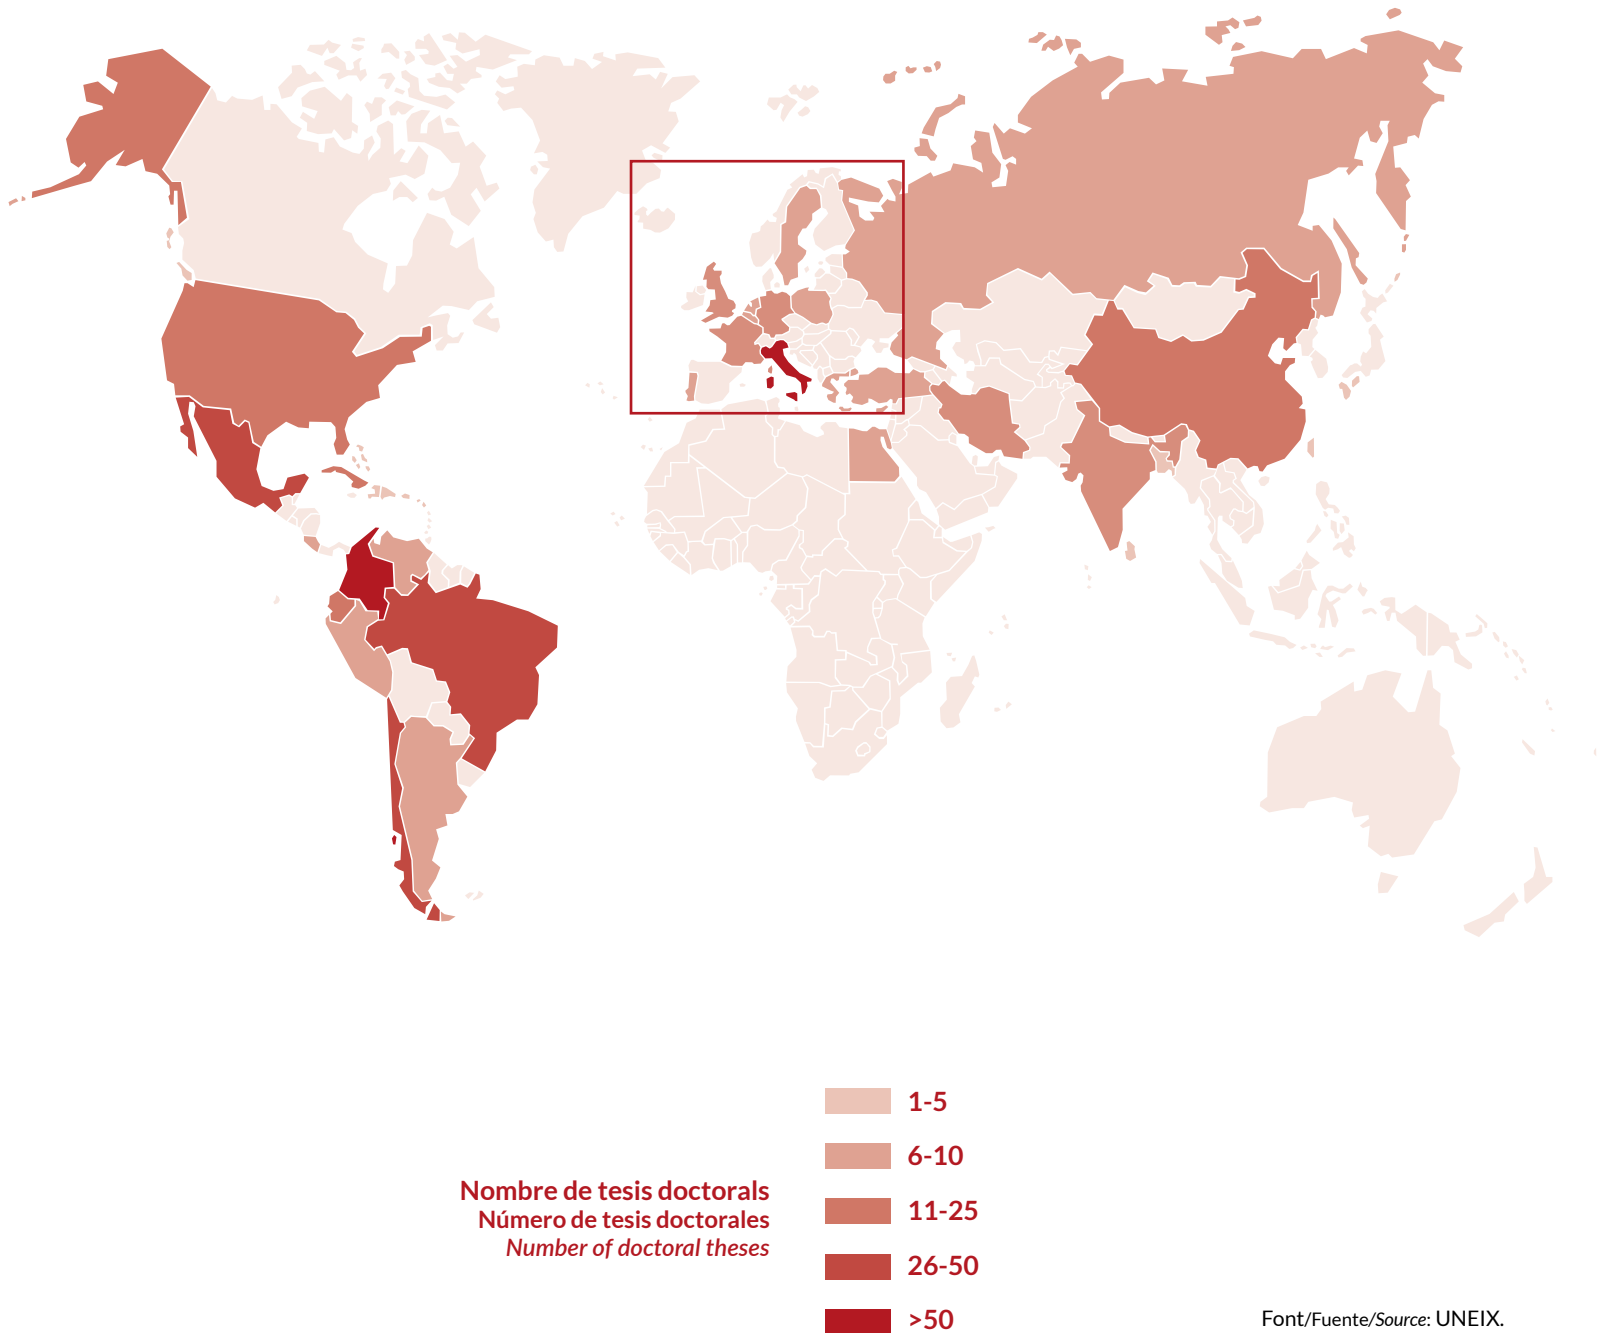 1-5
6-10
11-25
26-50
>50
Nombre de tesis doctorals
Número de tesis doctorales
Number of doctoral theses
Font/Fuente/Source: UNEIX.